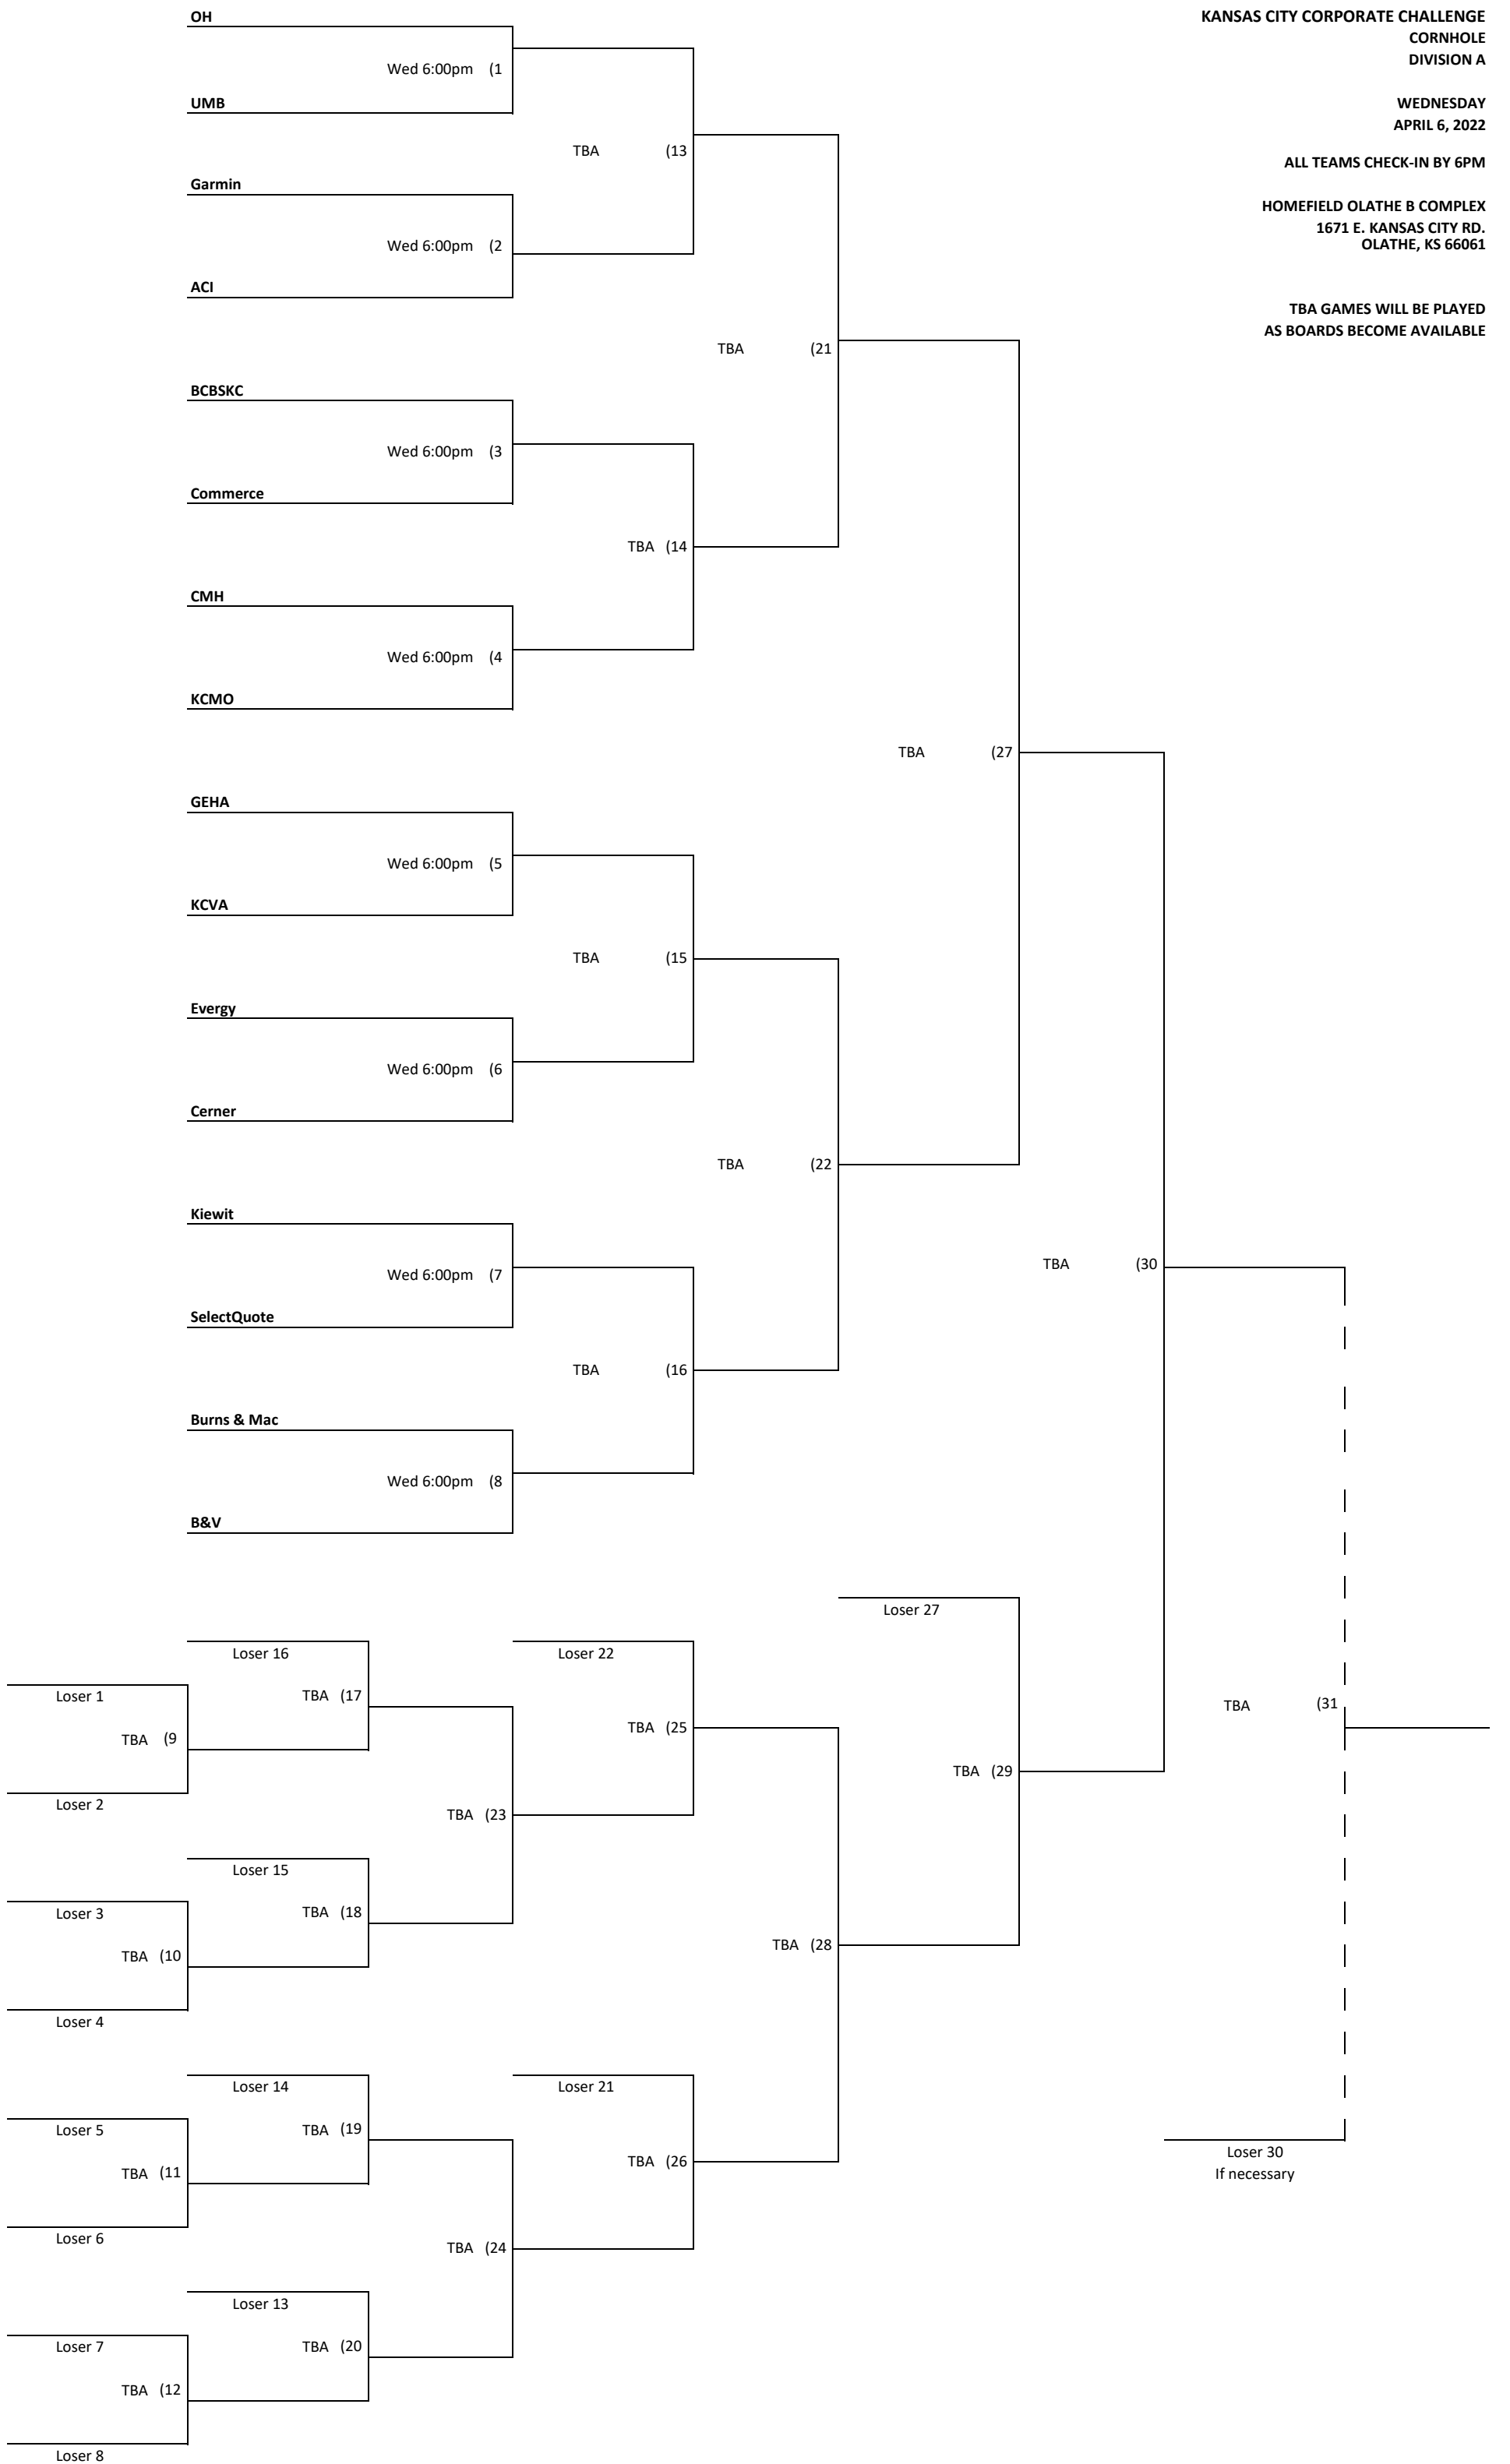 OH
KANSAS CITY CORPORATE CHALLENGE
CORNHOLE
DIVISION A
WEDNESDAY
APRIL 6, 2022
ALL TEAMS CHECK-IN BY 6PM
HOMEFIELD OLATHE B COMPLEX
1671 E. KANSAS CITY RD.
OLATHE, KS 66061
TBA GAMES WILL BE PLAYED
AS BOARDS BECOME AVAILABLE
Wed 6:00pm (1
UMB
TBA (13
Garmin
Wed 6:00pm (2
ACI
TBA (21
BCBSKC
Wed 6:00pm (3
Commerce
TBA (14
CMH
Wed 6:00pm (4
KCMO
TBA (27
GEHA
Wed 6:00pm (5
KCVA
TBA (15
Evergy
Wed 6:00pm (6
Cerner
TBA (22
Kiewit
TBA (30
Wed 6:00pm (7
SelectQuote
TBA (16
Burns & Mac
Wed 6:00pm (8
B&V
Loser 27
Loser 16
Loser 22
Loser 1
TBA (17
TBA (31
TBA (25
TBA (9
TBA (29
Loser 2
TBA (23
Loser 15
Loser 3
TBA (18
TBA (28
TBA (10
Loser 4
Loser 14
Loser 21
Loser 5
TBA (19
Loser 30
If necessary
TBA (26
TBA (11
Loser 6
TBA (24
Loser 13
Loser 7
TBA (20
TBA (12
Loser 8